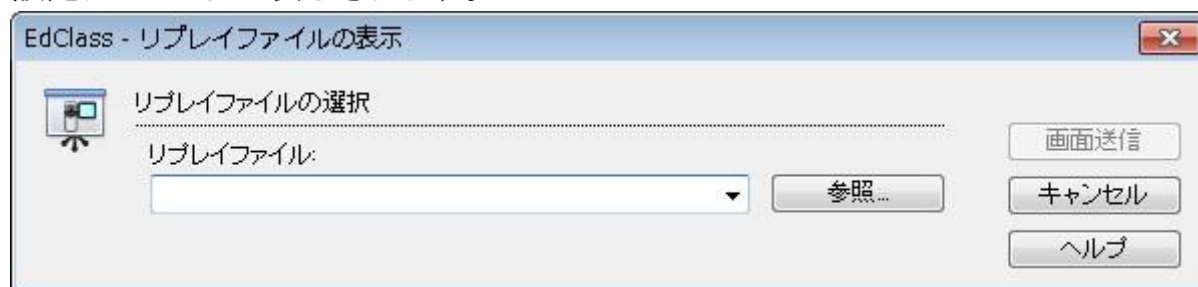 EdClass - リプレイファイルの表示
リプレイファイルの選択
リプレイファイル:
参照...
画面送信
キャンセル
ヘルプ